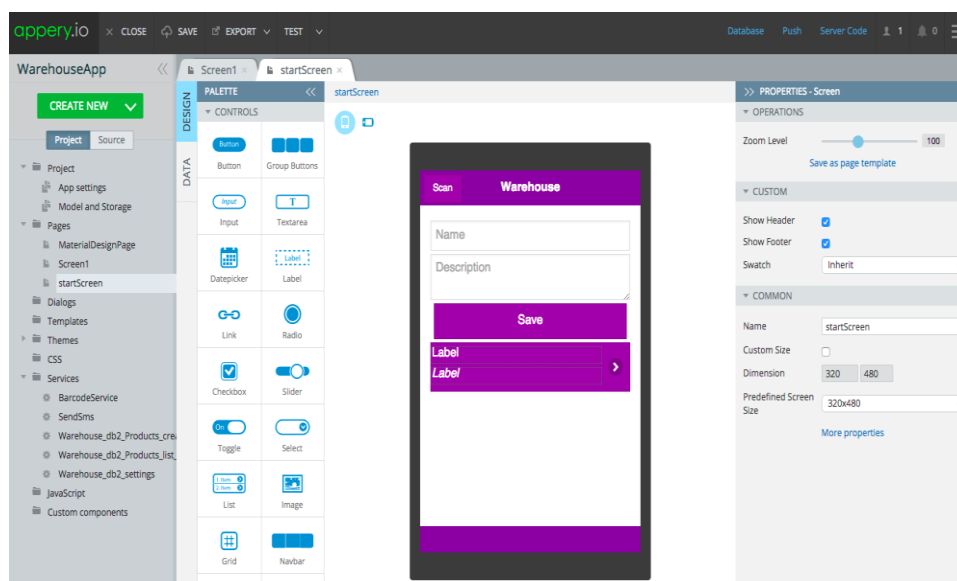 appery.io × CLOSE SAVE EXPORT TEST Database Push Server Code 1 0
WarehouseApp
Screen1 × startScreen ×
CREATE NEW
Project Source
Project
App settings
Model and Storage
Pages
MaterialDesignPage
Screen1
startScreen
Dialogs
Templates
Themes
CSS
Services
BarcodeService
SendSms
Warehouse_db2_Products_cre
Warehouse_db2_Products_list_
Warehouse_db2_settings
JavaScript
Custom components
DESIGN
DATA
PALETTE
CONTROLS
Button
Button Group Buttons
Input T
Input Textarea
Label
Datepicker Label
Link Radio
Checkbox Slider
On
Toggle Select
1 Item
2 Item
List Image
Grid Navbar
startScreen
Scan Warehouse
Name
Description
Save
Label
Label
PROPERTIES - Screen
OPERATIONS
Zoom Level 100
Save as page template
CUSTOM
Show Header
Show Footer
Swatch Inherit
COMMON
Name startScreen
Custom Size
Dimension 320 480
Predefined Screen
Size 320x480
More properties